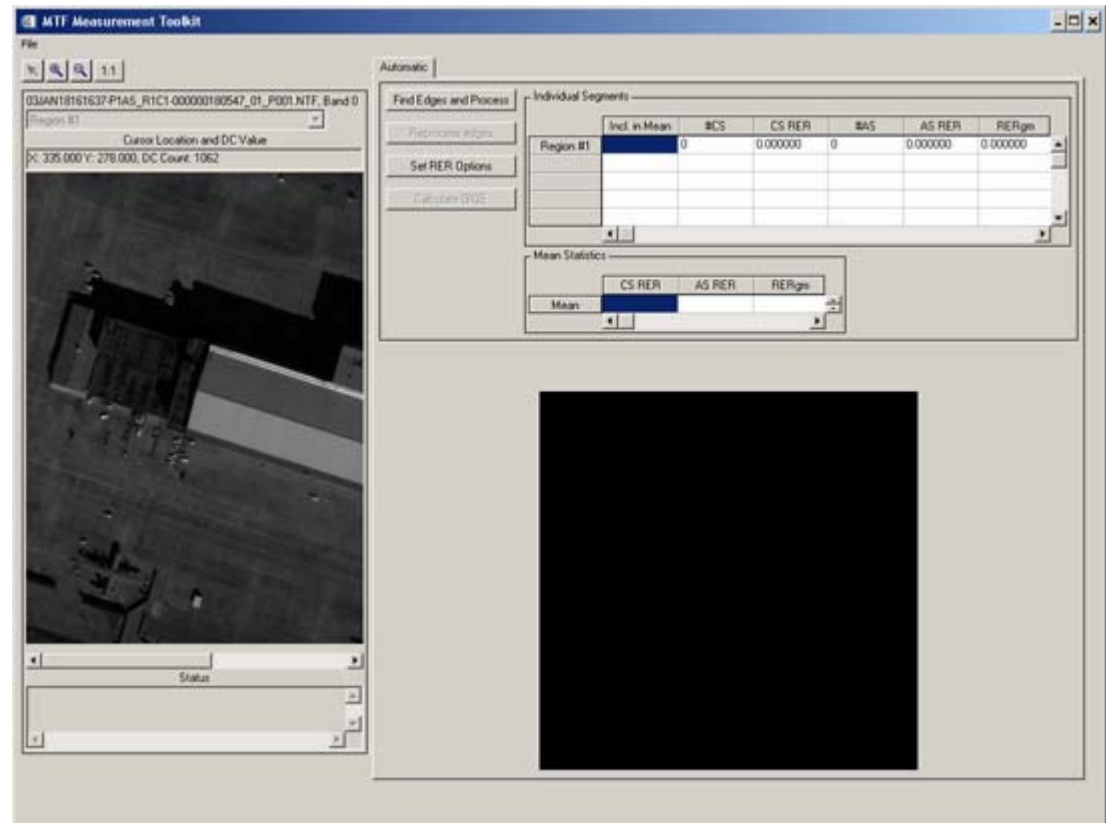 MTF Measurement Toolkit
File
1:1
03JAN18161637-P1AS_R1C1-000000180547_01_P001.NTF, Band 0
Region #1
Cursor Location and DC Value
X: 335.000 Y: 278.000, DC Count: 1062
Status
Automatic
Find Edges and Process
Reprocess edges
Set RER Options
Calculate GIQE
Individual Segments
Incl. in Mean #CS CS RER #AS AS RER RERgm
Region #1 0 0.000000 0 0.000000 0.000000
Mean Statistics
CS RER AS RER RERgm
Mean